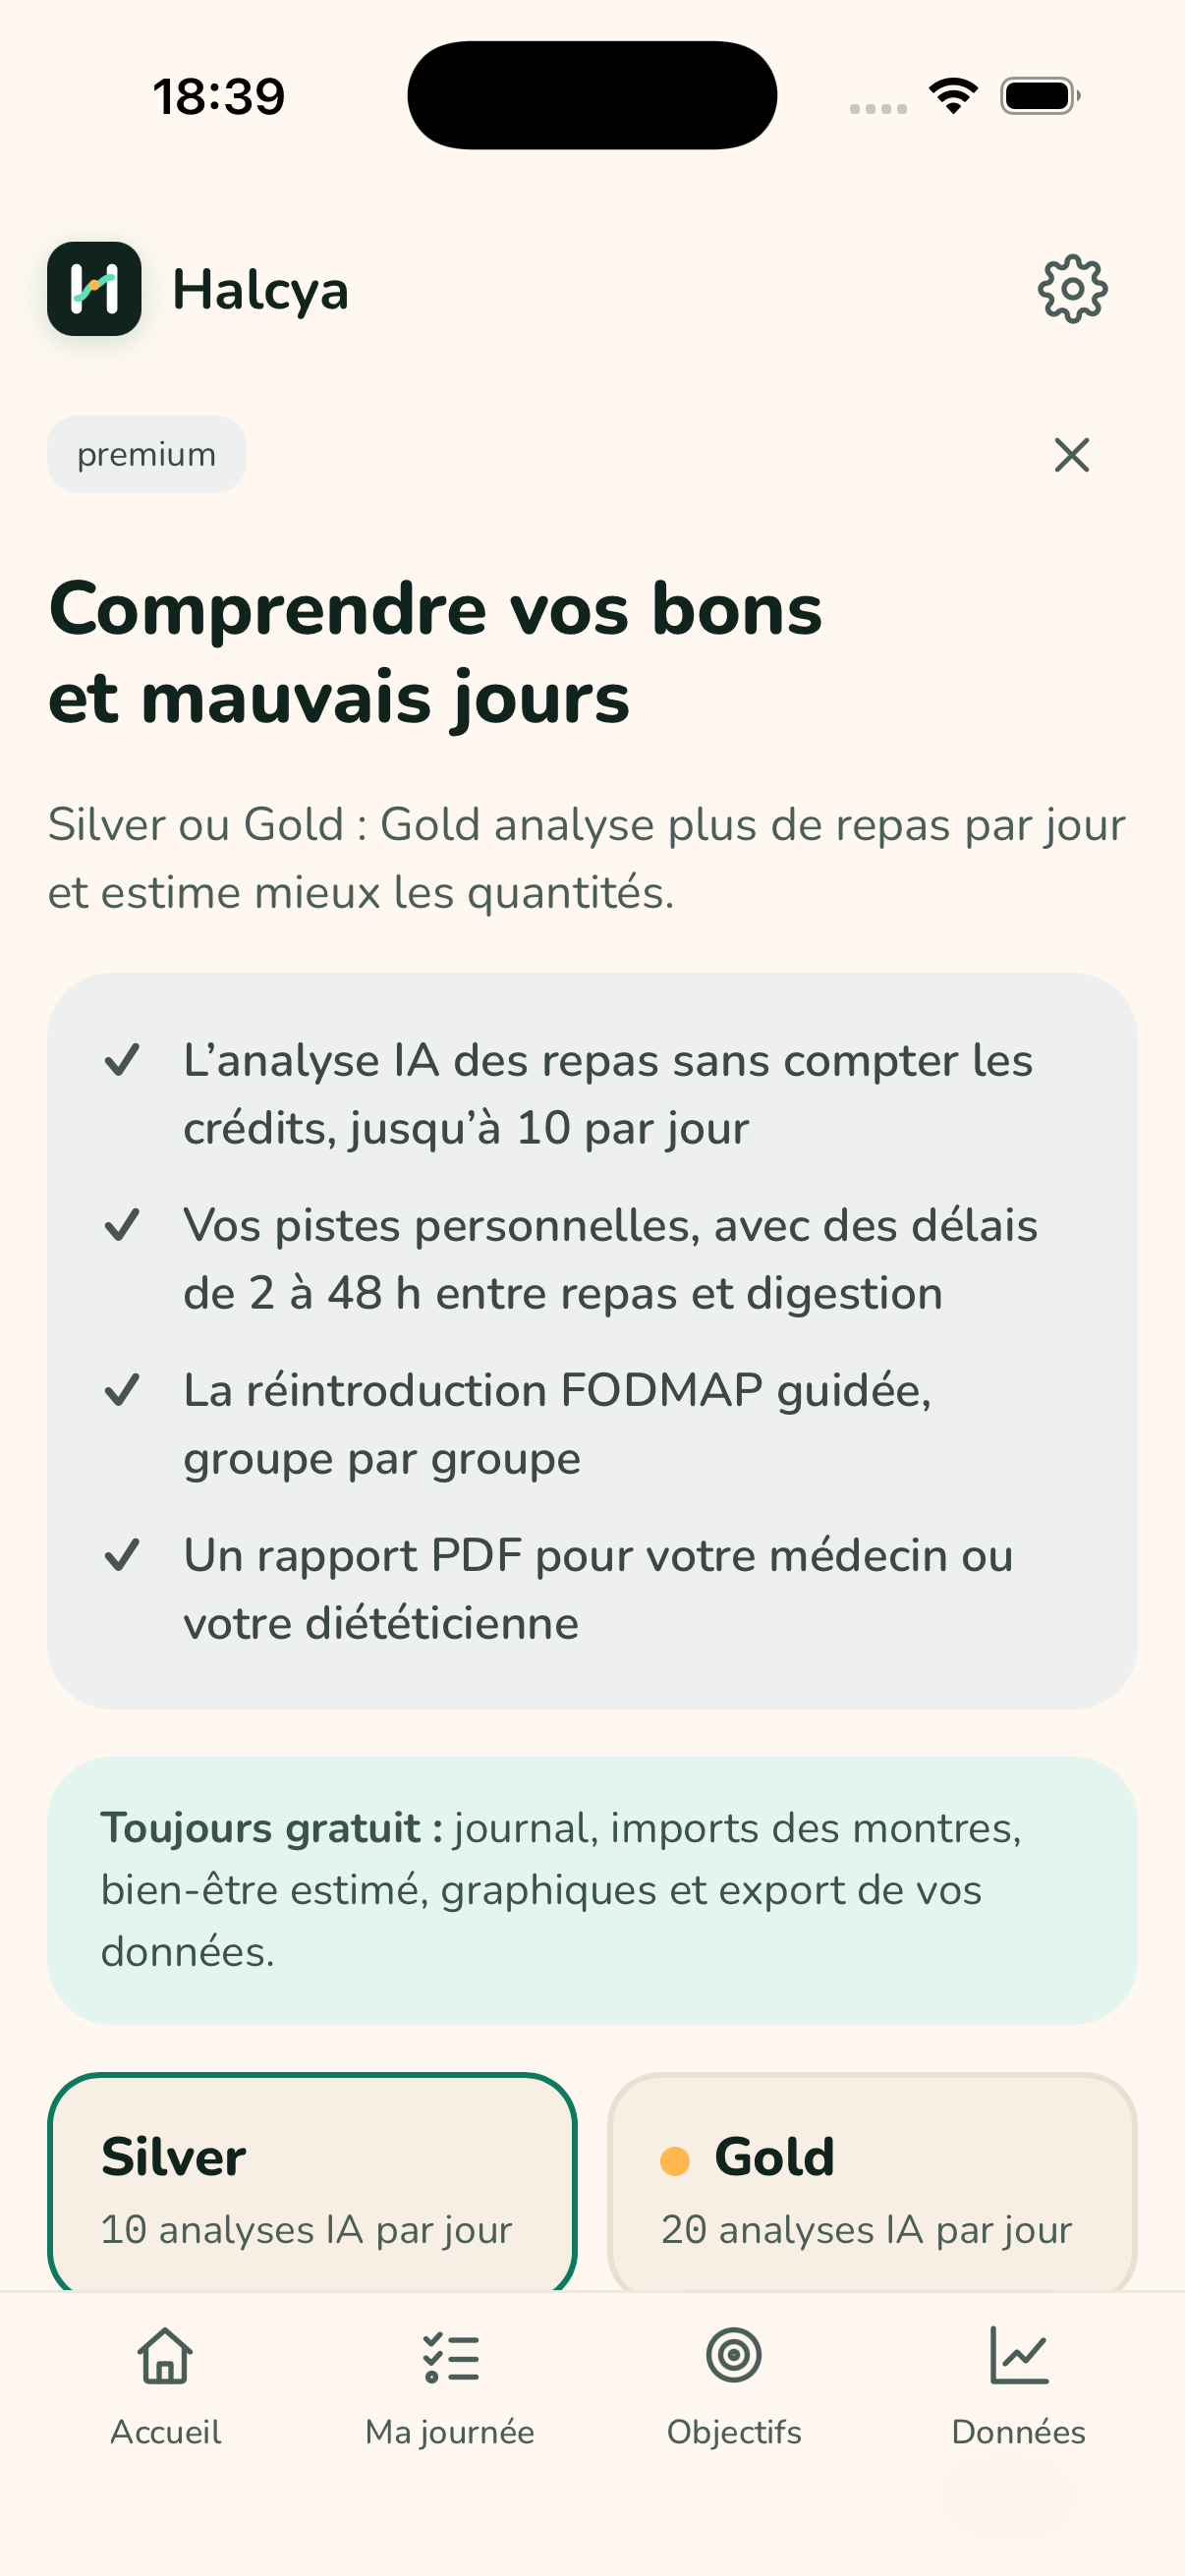 18:39
Halcya
premium
Comprendre vos bons
et mauvais jours
Silver ou Gold : Gold analyse plus de repas par jour
et estime mieux les quantités.
L’analyse IA des repas sans compter les
crédits, jusqu’à 10 par jour
Vos pistes personnelles, avec des délais
de 2 à 48 h entre repas et digestion
La réintroduction FODMAP guidée,
groupe par groupe
Un rapport PDF pour votre médecin ou
votre diététicienne
Toujours gratuit : journal, imports des montres,
bien-être estimé, graphiques et export de vos
données.
Silver
10 analyses IA par jour
Gold
20 analyses IA par jour
Accueil
Ma journée
Objectifs
Données